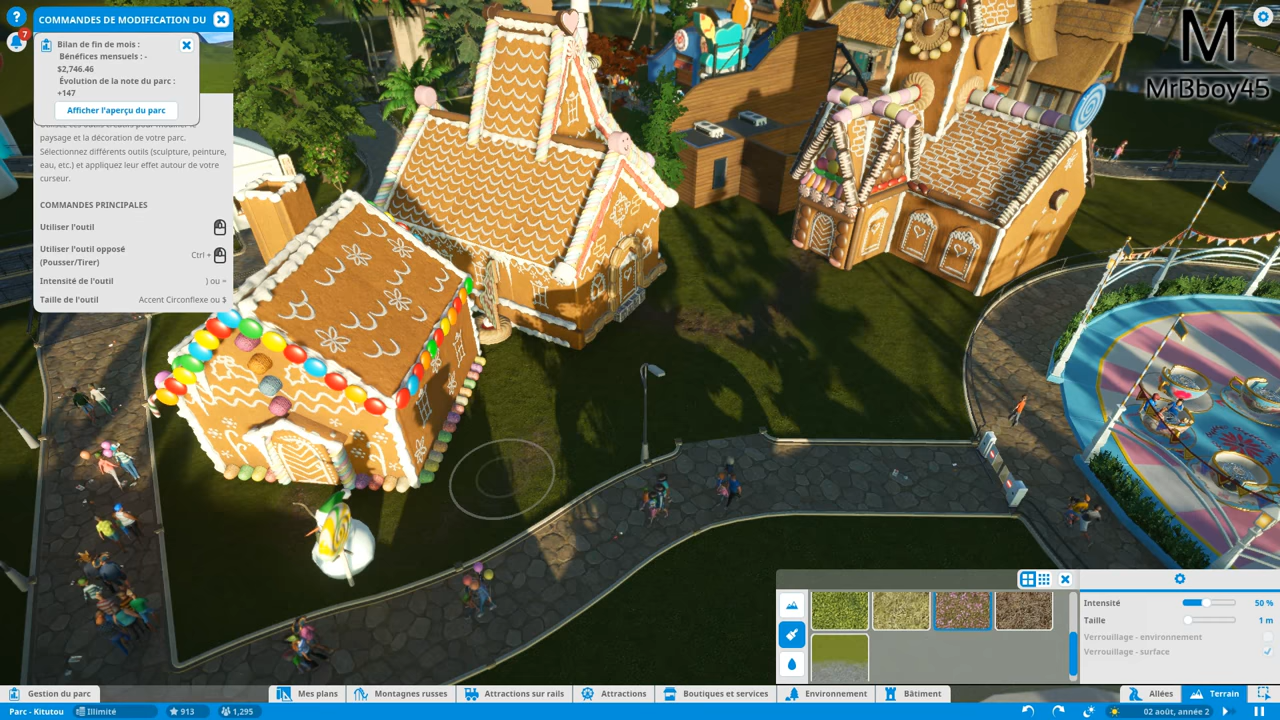 COMMANDES DE MODIFICATION DU
7
Bilan de fin de mois :
Bénéfices mensuels : -
$2,746.46
Évolution de la note du parc :
+147
Afficher l'aperçu du parc
paysage et la décoration de votre parc.
Sélectionnez différents outils (sculpture, peinture,
eau, etc.) et appliquez leur effet autour de votre
curseur.
COMMANDES PRINCIPALES
Utiliser l'outil
Utiliser l'outil opposé
(Pousser/Tirer)
Ctrl +
Intensité de l'outil
) ou =
Taille de l'outil
Accent Circonflexe ou $
M
MrBboy45
Intensité
50 %
Taille
1 m
Verrouillage - environnement
Verrouillage - surface
Gestion du parc
Mes plans
Montagnes russes
Attractions sur rails
Attractions
Boutiques et services
Environnement
Bâtiment
Allées
Terrain
Parc - Kitutou
Illimité
913
1,295
02 août, année 2